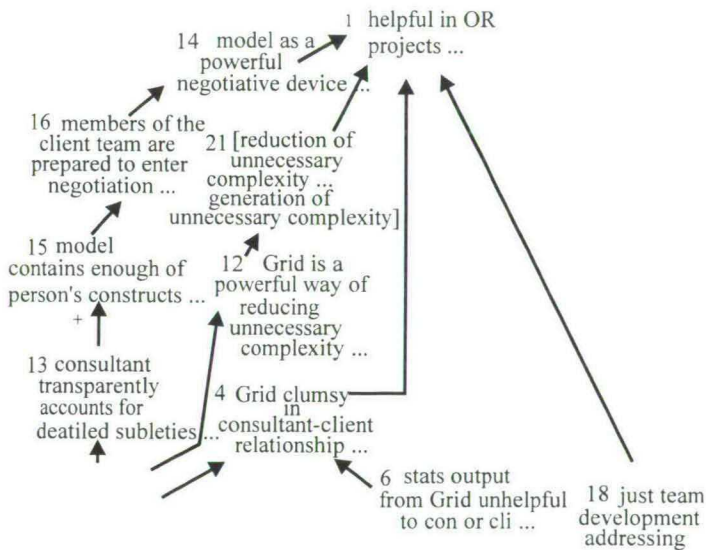 1 helpful in OR
projects ...
14 model as a
powerful
negotiative device ...
16 members of the
client team are
prepared to enter
negotiation ...
21 [reduction of
unnecessary
complexity ...
generation of
unnecessary complexity]
15 model
contains enough of
person's constructs ...
+
12 Grid is a
powerful way of
reducing
unnecessary
complexity ...
13 consultant
transparently
accounts for
deatiled subleties ...
4 Grid clumsy
in
consultant-client
relationship ...
6 stats output
from Grid unhelpful
to con or cli ...
18 just team
development
addressing